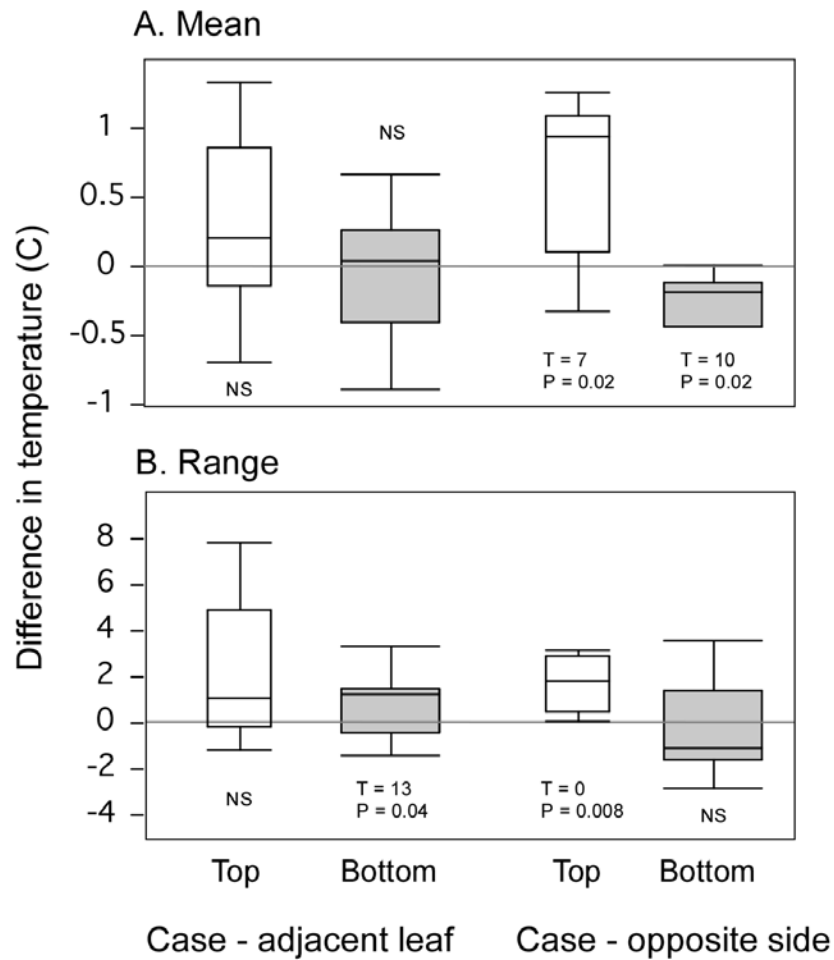 A. Mean
Difference in temperature (C)
1
0.5
0
-0.5
-1
NS
NS
T = 7
P = 0.02
T = 10
P = 0.02
B. Range
8
6
4
2
0
-2
-4
NS
T = 13
P = 0.04
T = 0
P = 0.008
NS
Top
Bottom
Top
Bottom
Case - adjacent leaf
Case - opposite side